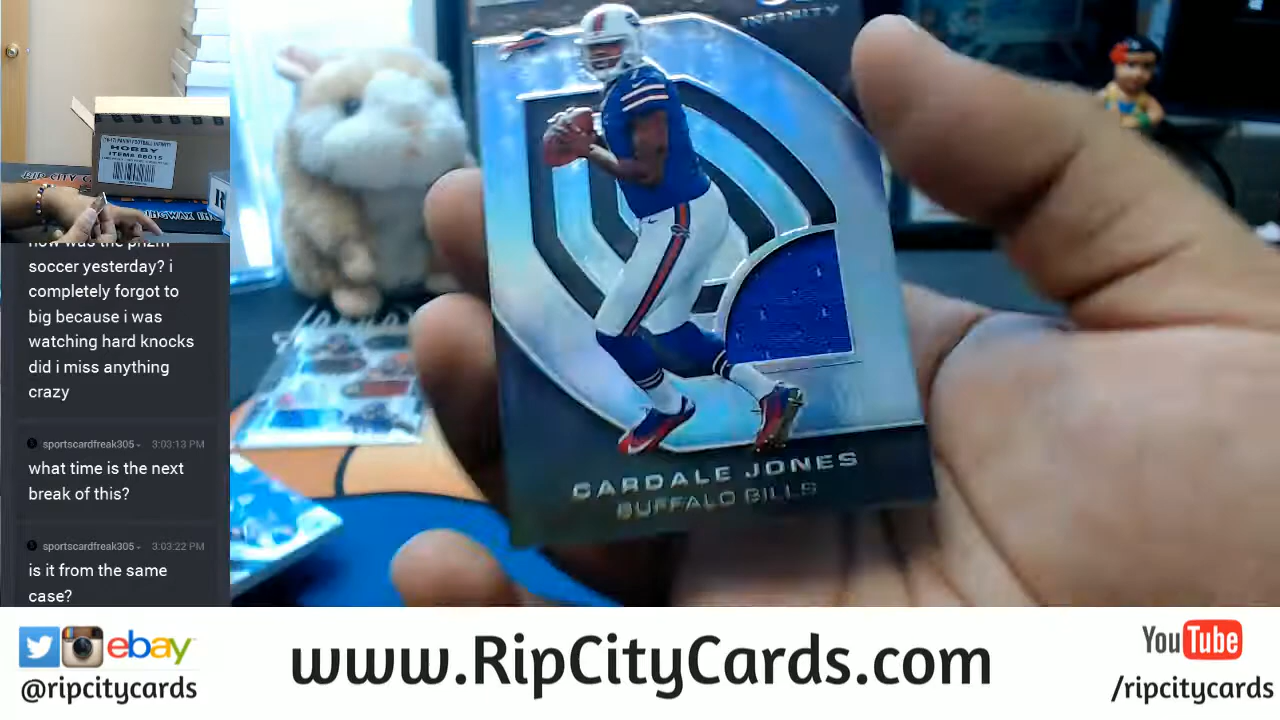 INFINITY
CARDALE JONES
BUFFALO BILLS
HOBBY
RIP CITY
how was the prizm
soccer yesterday? i
completely forgot to
big because i was
watching hard knocks
did i miss anything
crazy
sportscardfreak305 3:03:13 PM
what time is the next
break of this?
sportscardfreak305 3:03:22 PM
is it from the same
case?
ebay
@ripcitycards
www.RipCityCards.com
YouTube
/ripcitycards